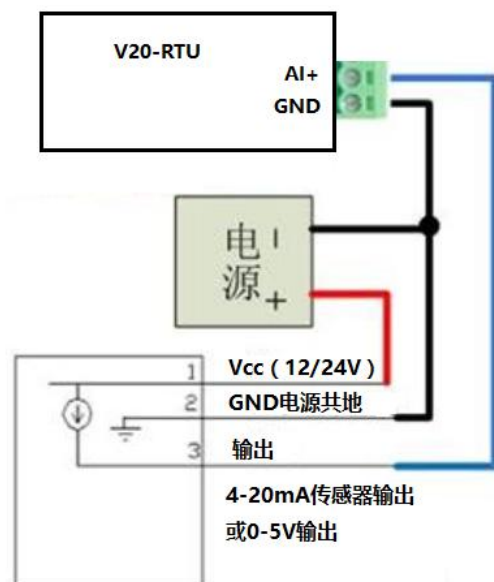 V20-RTU
AI+
GND
电 -
源 +
1 Vcc（12/24V）
2 GND电源共地
3 输出
4-20mA传感器输出
或0-5V输出